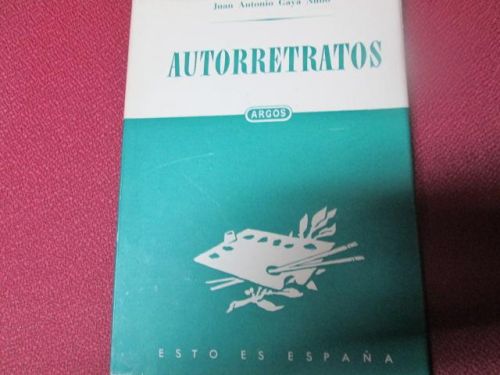 Juan Antonio Gaya Nuño
AUTORRETRATOS
ARGOS
ESTO ES ESPAÑA